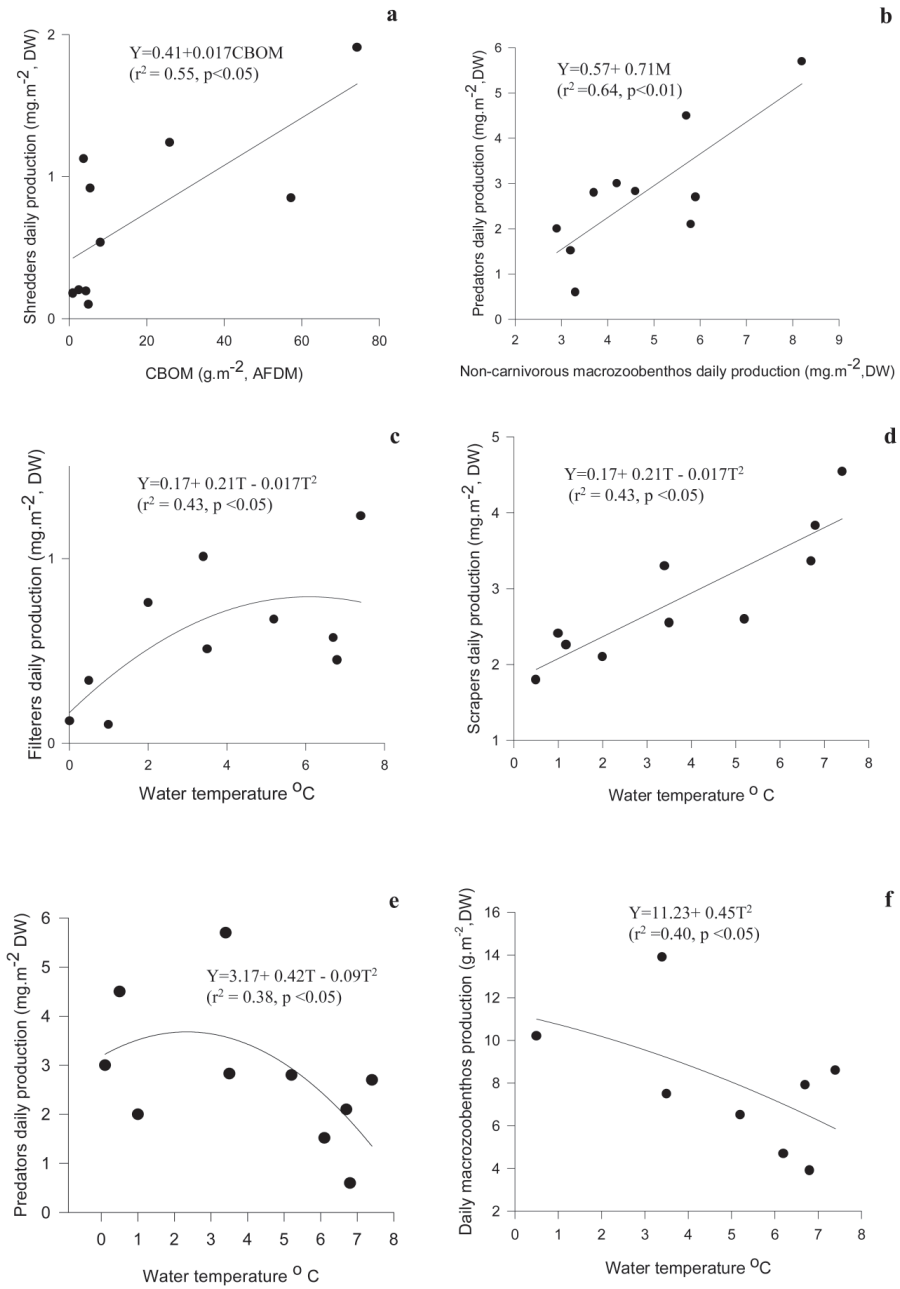 a
Y=0.41+0.017CBOM
(r² = 0.55, p<0.05)
Shredders daily production (mg.m⁻², DW)
2
1
0
0 20 40 60 80
CBOM (g.m⁻², AFDM)
b
Y=0.57+ 0.71M
(r² =0.64, p<0.01)
Predators daily production (mg.m⁻²,DW)
6
5
4
3
2
1
0
2 3 4 5 6 7 8 9
Non-carnivorous macrozoobenthos daily production (mg.m⁻²,DW)
c
Y=0.17+ 0.21T - 0.017T²
(r² = 0.43, p <0.05)
Filterers daily production (mg.m⁻², DW)
1
0
0 2 4 6 8
Water temperature ºC
d
Y=0.17+ 0.21T - 0.017T²
(r² = 0.43, p <0.05)
Scrapers daily production (mg.m⁻², DW)
5
4
3
2
1
0 1 2 3 4 5 6 7 8
Water temperature º C
e
Y=3.17+ 0.42T - 0.09T²
(r² = 0.38, p <0.05)
Predators daily production (mg.m⁻² DW)
6
5
4
3
2
1
0
0 1 2 3 4 5 6 7 8
Water temperature º C
f
Y=11.23+ 0.45T²
(r² =0.40, p <0.05)
Daily macrozoobenthos production (g.m⁻²,DW)
16
14
12
10
8
6
4
2
0 1 2 3 4 5 6 7 8
Water temperature º C